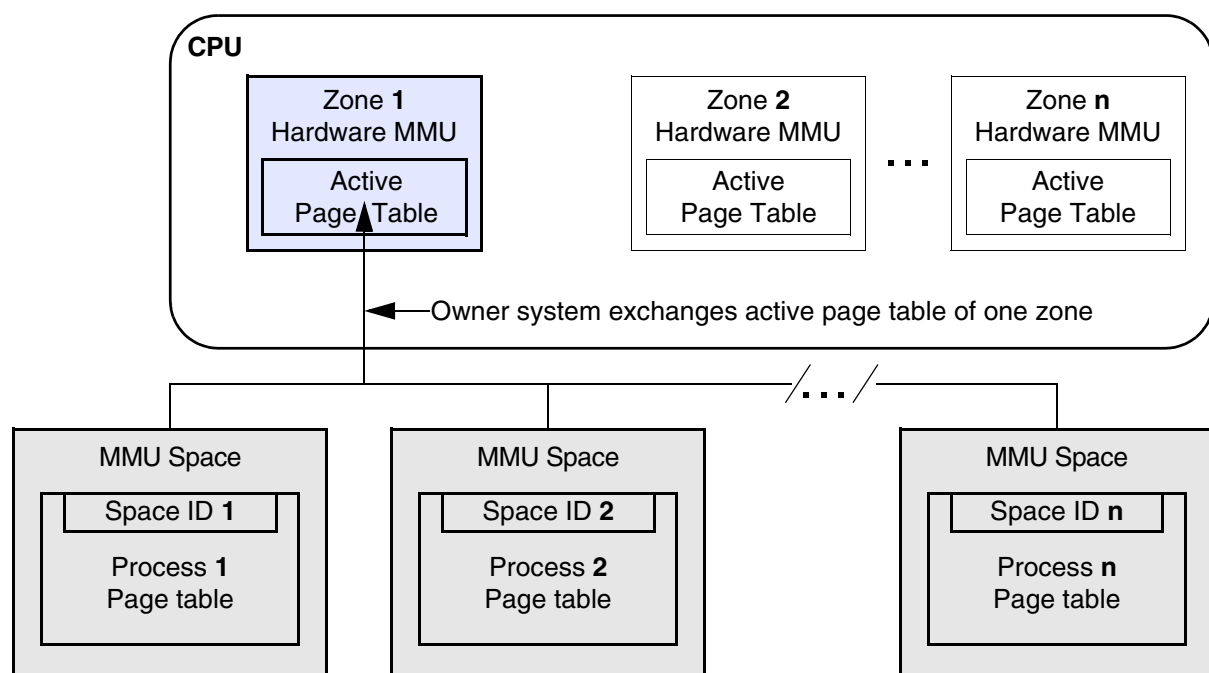 CPU
Zone 1
Hardware MMU
Active
Page Table
Zone 2
Hardware MMU
Active
Page Table
...
Zone n
Hardware MMU
Active
Page Table
Owner system exchanges active page table of one zone
/.../
MMU Space
Space ID 1
Process 1
Page table
MMU Space
Space ID 2
Process 2
Page table
MMU Space
Space ID n
Process n
Page table